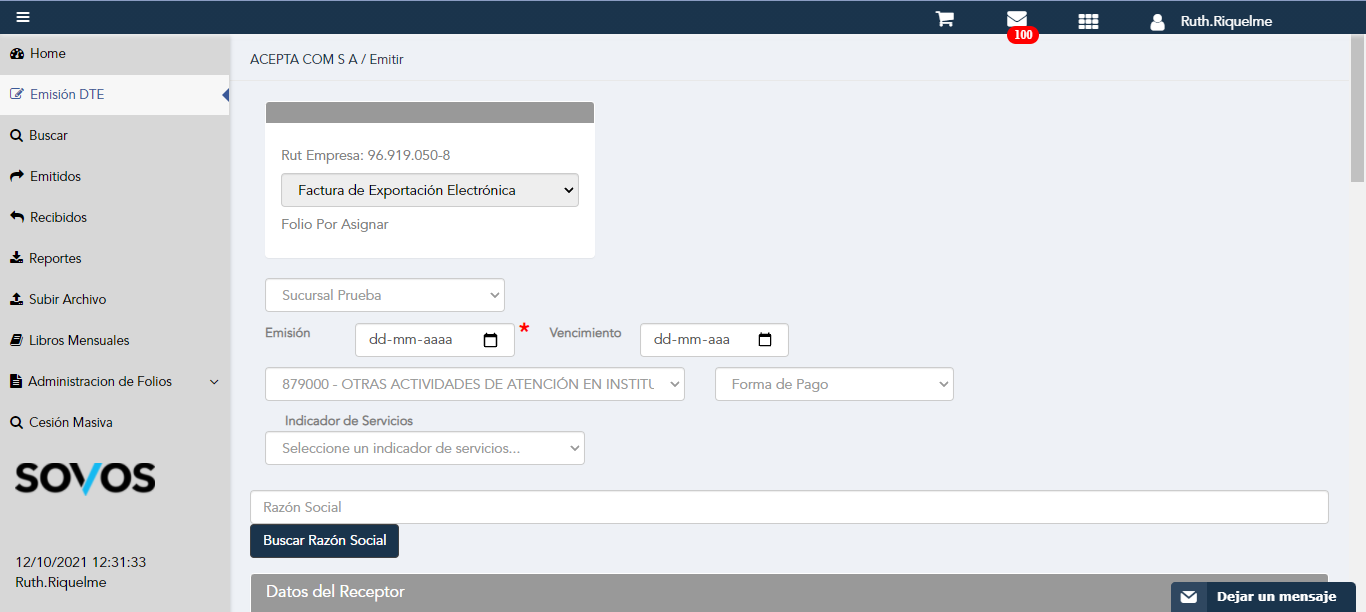 Ruth.Riquelme
100
Home
Emisión DTE
Buscar
Emitidos
Recibidos
Reportes
Subir Archivo
Libros Mensuales
Administracion de Folios
Cesión Masiva
SOVOS
12/10/2021 12:31:33
Ruth.Riquelme
ACEPTA COM S A / Emitir
Rut Empresa: 96.919.050-8
Factura de Exportación Electrónica
Folio Por Asignar
Sucursal Prueba
Emisión dd-mm-aaaa * Vencimiento dd-mm-aaa
879000 - OTRAS ACTIVIDADES DE ATENCIÓN EN INSTITU Forma de Pago
Indicador de Servicios
Seleccione un indicador de servicios...
Razón Social
Buscar Razón Social
Datos del Receptor
Dejar un mensaje